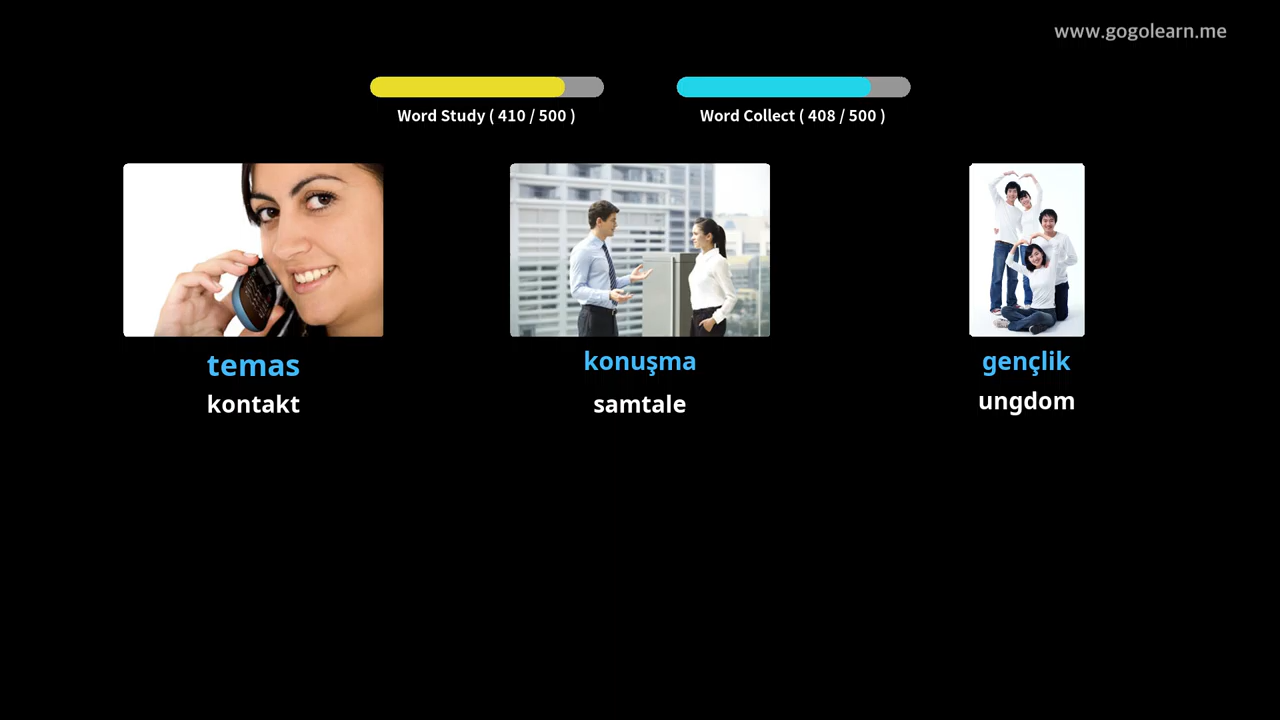 www.gogolearn.me
Word Study ( 410 / 500 )
Word Collect ( 408 / 500 )
temas
kontakt
konuşma
samtale
gençlik
ungdom